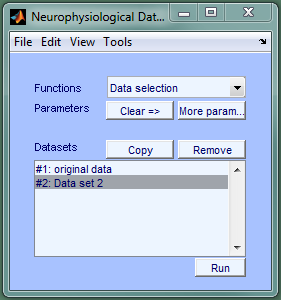 Neurophysiological Dat...
File Edit View Tools
Functions Data selection
Parameters Clear => More param...
Datasets Copy Remove
#1: original data
#2: Data set 2
Run